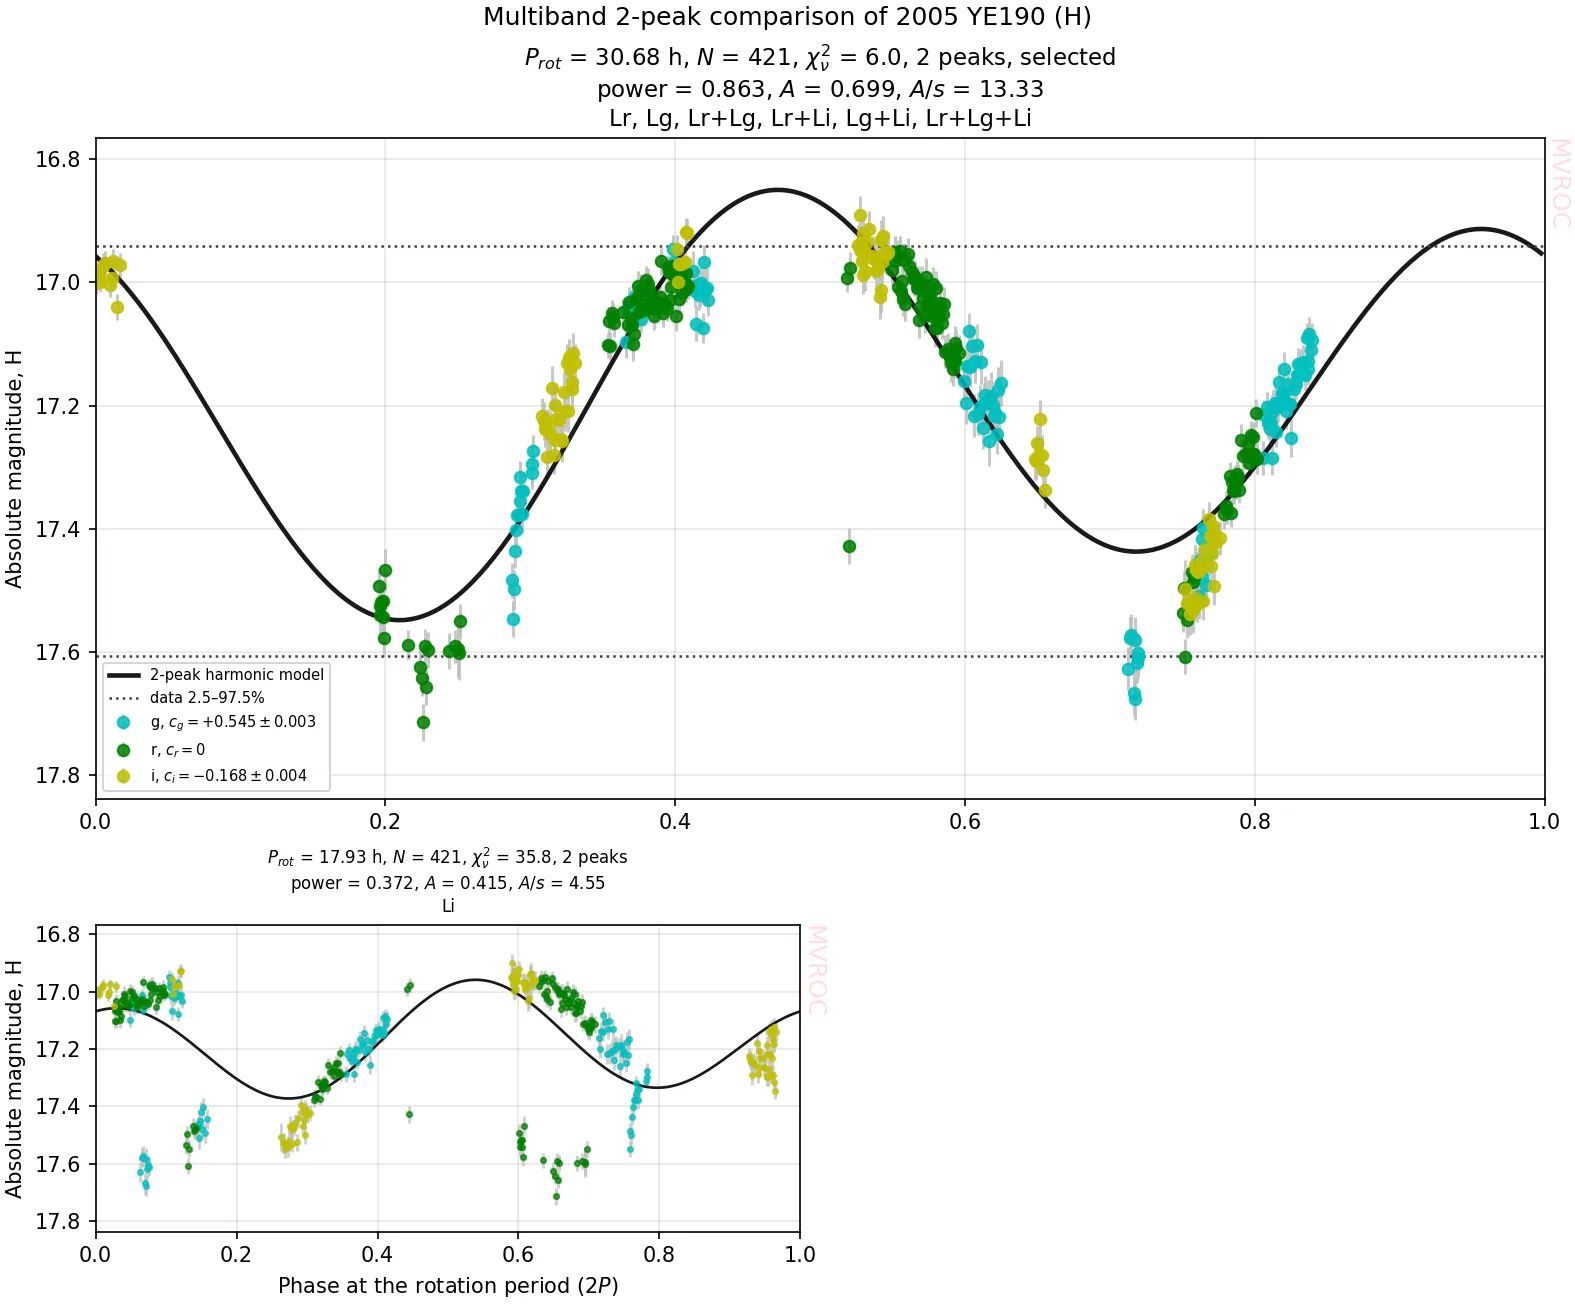 Multiband 2-peak comparison of 2005 YE190 (H)
P_rot = 30.68 h, N = 421, χ²_ν = 6.0, 2 peaks, selected
power = 0.863, A = 0.699, A/s = 13.33
Lr, Lg, Lr+Lg, Lr+Li, Lg+Li, Lr+Lg+Li
MVROC
Absolute magnitude, H
16.8
17.0
17.2
17.4
17.6
17.8
2-peak harmonic model
data 2.5–97.5%
g, c_g = +0.545 ± 0.003
r, c_r = 0
i, c_i = −0.168 ± 0.004
0.0 0.2 0.4 0.6 0.8 1.0
P_rot = 17.93 h, N = 421, χ²_ν = 35.8, 2 peaks
power = 0.372, A = 0.415, A/s = 4.55
Li
MVROC
Absolute magnitude, H
16.8
17.0
17.2
17.4
17.6
17.8
0.0 0.2 0.4 0.6 0.8 1.0
Phase at the rotation period (2P)